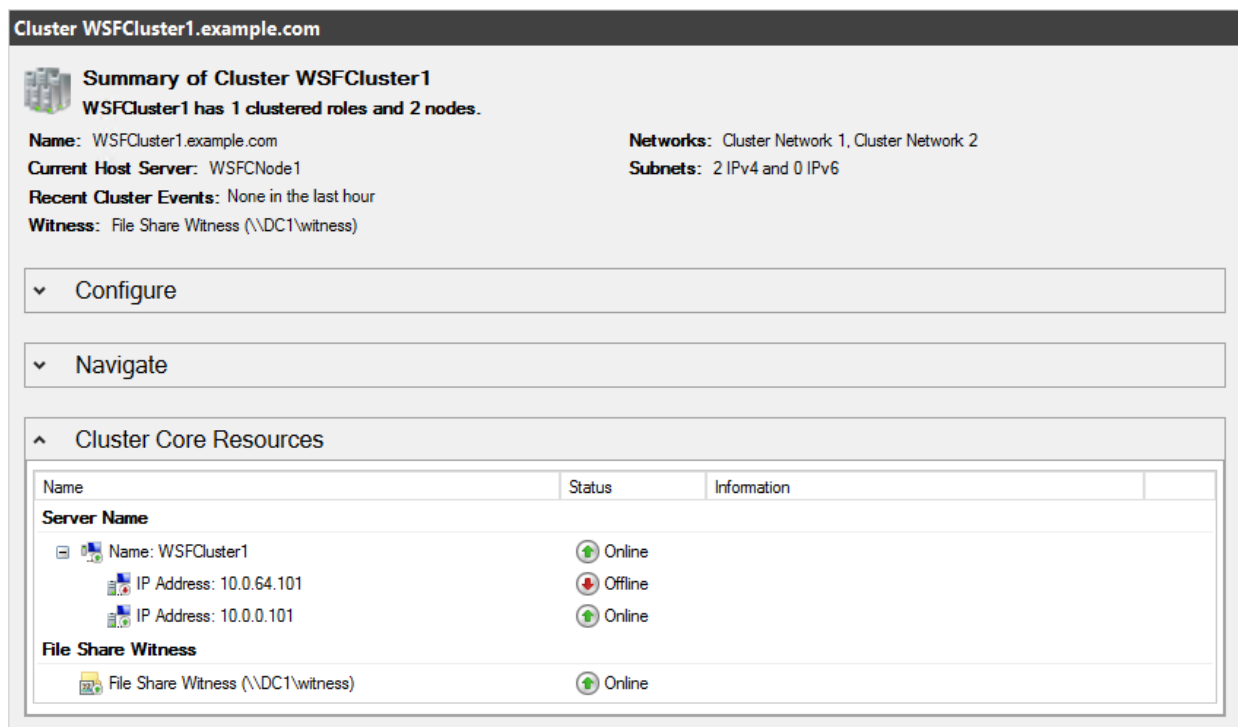 Cluster WSFCluster1.example.com
Summary of Cluster WSFCluster1
WSFCluster1 has 1 clustered roles and 2 nodes.
Name: WSFCluster1.example.com
Networks: Cluster Network 1, Cluster Network 2
Current Host Server: WSFCNode1
Subnets: 2 IPv4 and 0 IPv6
Recent Cluster Events: None in the last hour
Witness: File Share Witness (\\DC1\witness)
Configure
Navigate
Cluster Core Resources
Name Status Information
Server Name
Name: WSFCluster1 Online
IP Address: 10.0.64.101 Offline
IP Address: 10.0.0.101 Online
File Share Witness
File Share Witness (\\DC1\witness) Online